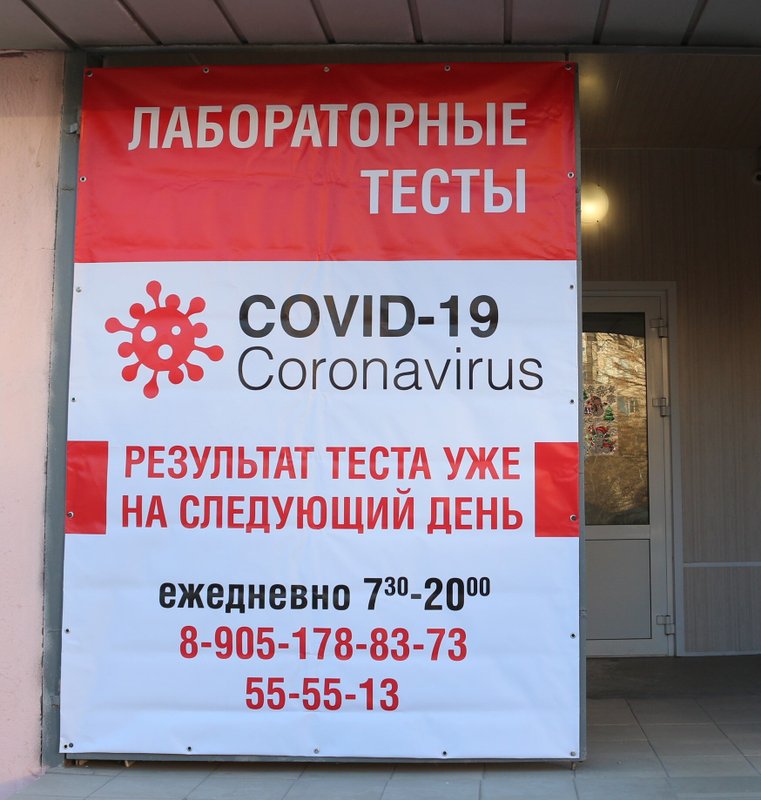 ЛАБОРАТОРНЫЕ
ТЕСТЫ
COVID-19
Coronavirus
РЕЗУЛЬТАТ ТЕСТА УЖЕ
НА СЛЕДУЮЩИЙ ДЕНЬ
ежедневно 7³⁰-20⁰⁰
8-905-178-83-73
55-55-13